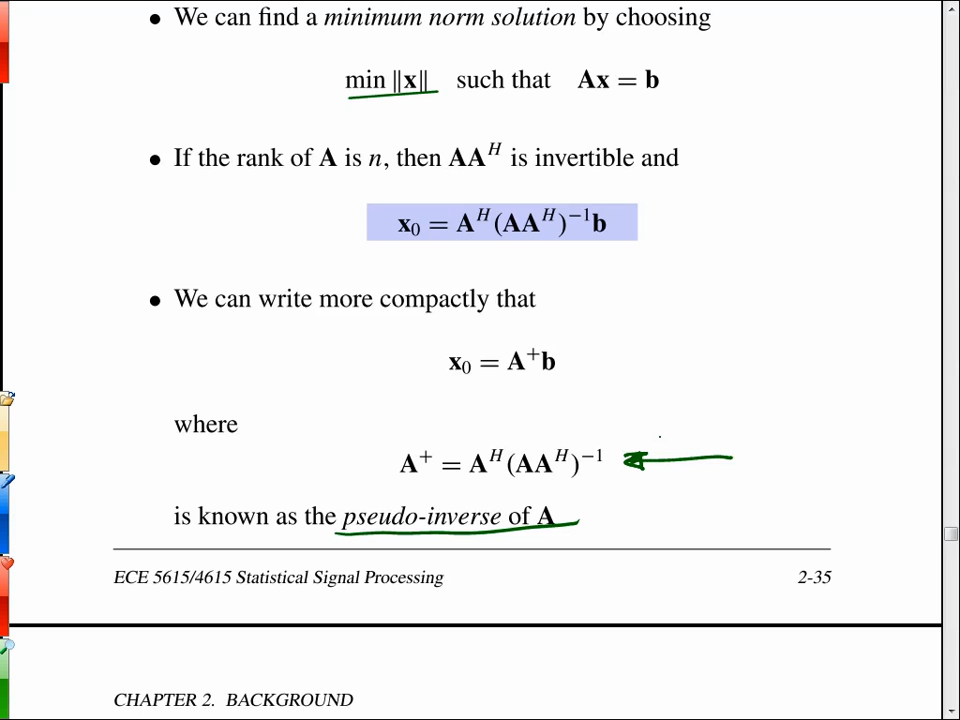 • We can find a minimum norm solution by choosing
min ‖x‖ such that Ax = b
• If the rank of A is n, then AA^H is invertible and
x₀ = A^H(AA^H)^−1b
• We can write more compactly that
x₀ = A^+b
where
A^+ = A^H(AA^H)^−1
is known as the pseudo-inverse of A
ECE 5615/4615 Statistical Signal Processing 2-35
CHAPTER 2. BACKGROUND